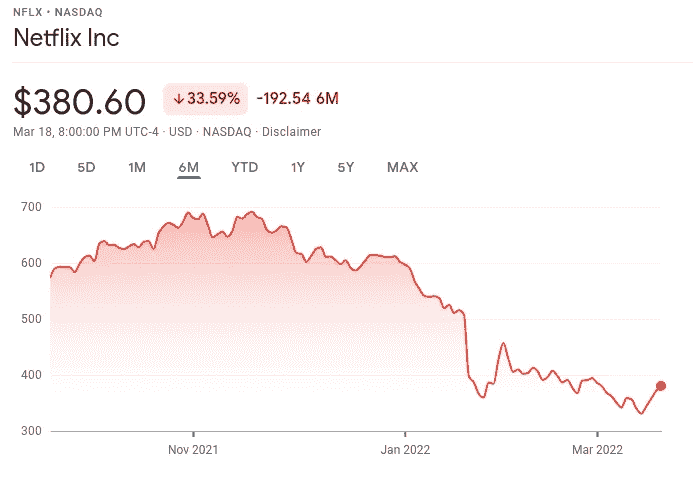 NFLX • NASDAQ
Netflix Inc
$380.60 ↓33.59% -192.54 6M
Mar 18, 8:00:00 PM UTC-4 · USD · NASDAQ · Disclaimer
1D 5D 1M 6M YTD 1Y 5Y MAX
700
600
500
400
300
Nov 2021 Jan 2022 Mar 2022